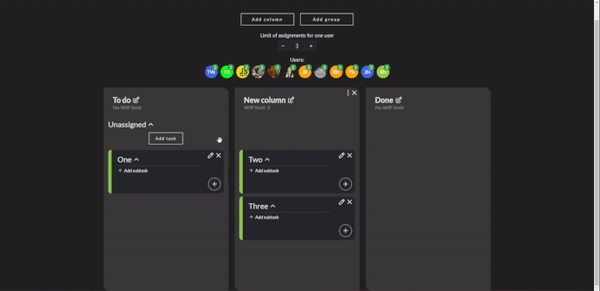 Add column
Add group
Limit of assignments for one user
− 3 +
Users:
To do
No WIP limit
New column
WIP limit: 5
Done
No WIP limit
Unassigned
Add task
One
+ Add subtask
Two
+ Add subtask
Three
+ Add subtask